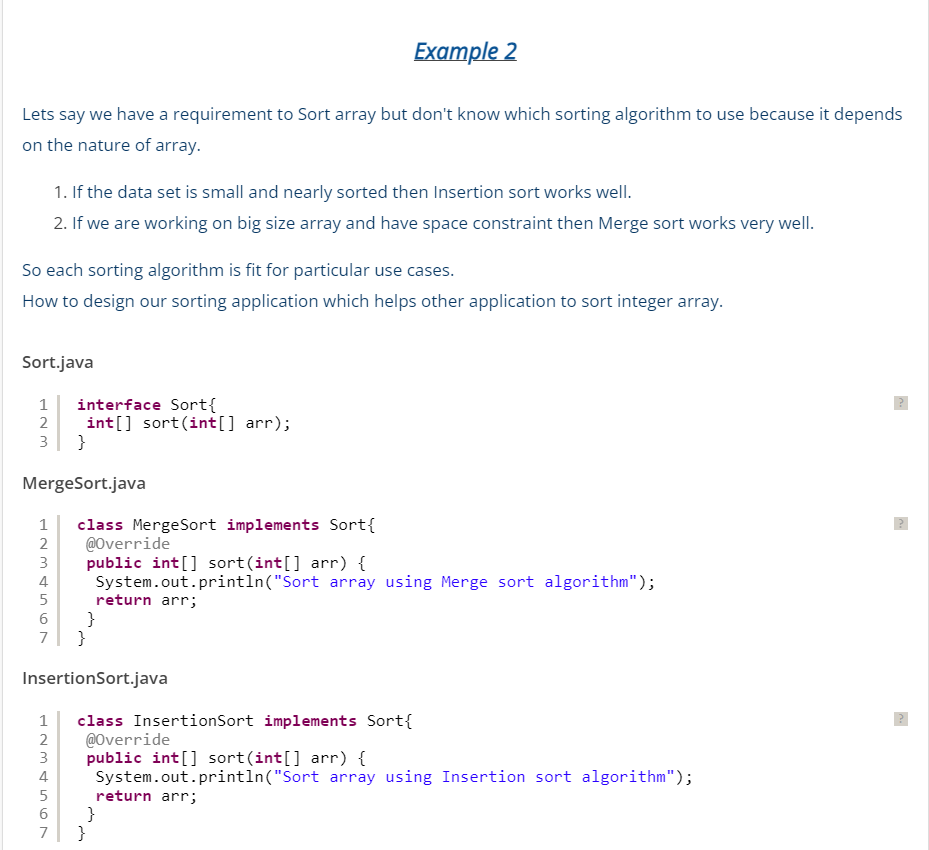 Example 2
Lets say we have a requirement to Sort array but don't know which sorting algorithm to use because it depends
on the nature of array.
1. If the data set is small and nearly sorted then Insertion sort works well.
2. If we are working on big size array and have space constraint then Merge sort works very well.
So each sorting algorithm is fit for particular use cases.
How to design our sorting application which helps other application to sort integer array.
Sort.java
?
1 interface Sort{
2  int[] sort(int[] arr);
3 }
MergeSort.java
?
1 class MergeSort implements Sort{
2  @Override
3  public int[] sort(int[] arr) {
4   System.out.println("Sort array using Merge sort algorithm");
5   return arr;
6  }
7 }
InsertionSort.java
?
1 class InsertionSort implements Sort{
2  @Override
3  public int[] sort(int[] arr) {
4   System.out.println("Sort array using Insertion sort algorithm");
5   return arr;
6  }
7 }